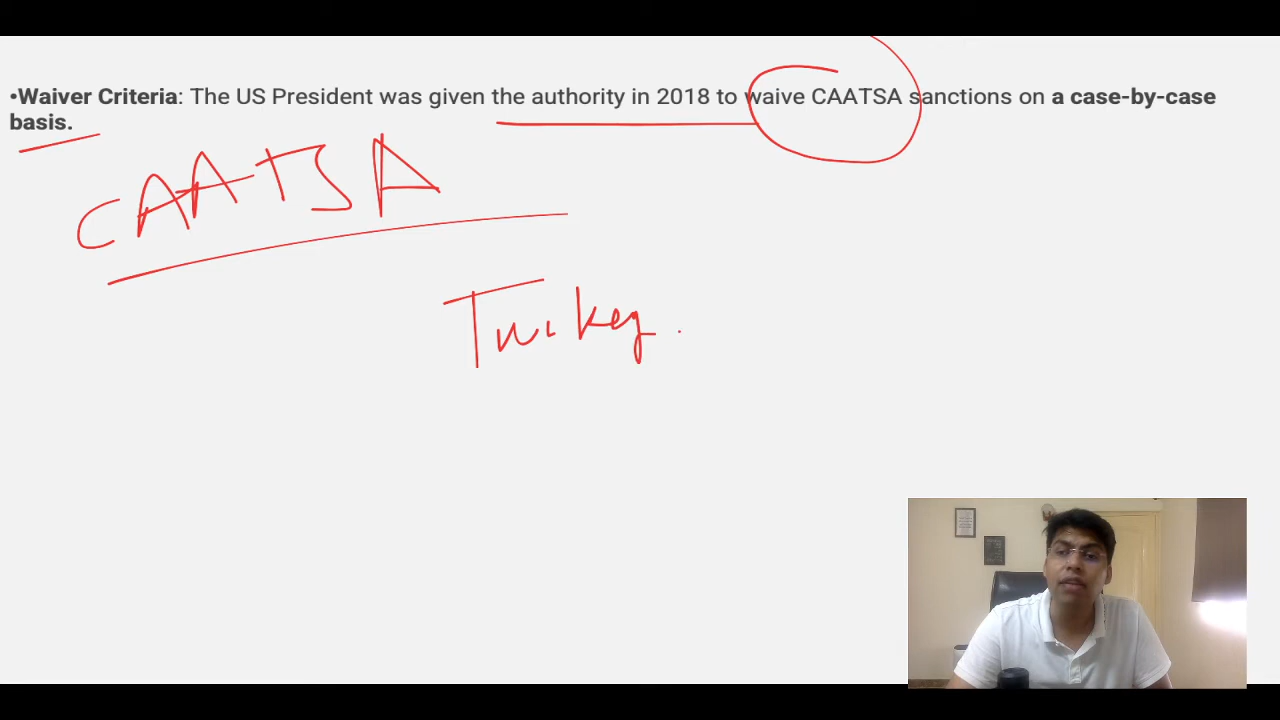 •Waiver Criteria: The US President was given the authority in 2018 to waive CAATSA sanctions on a case-by-case
basis.
CAATSA
Turkey.